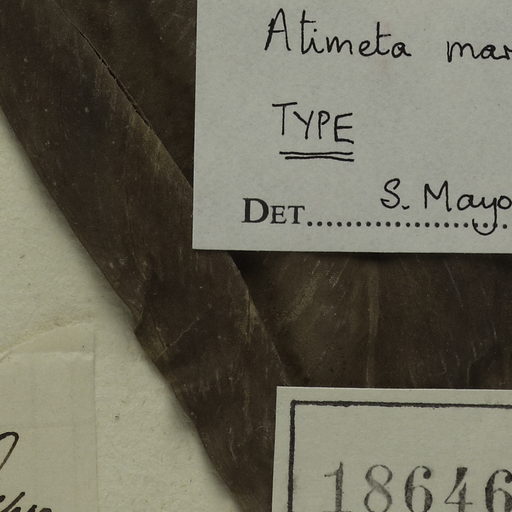 Atimeta mar
TYPE
DET. S. Mayo
18646